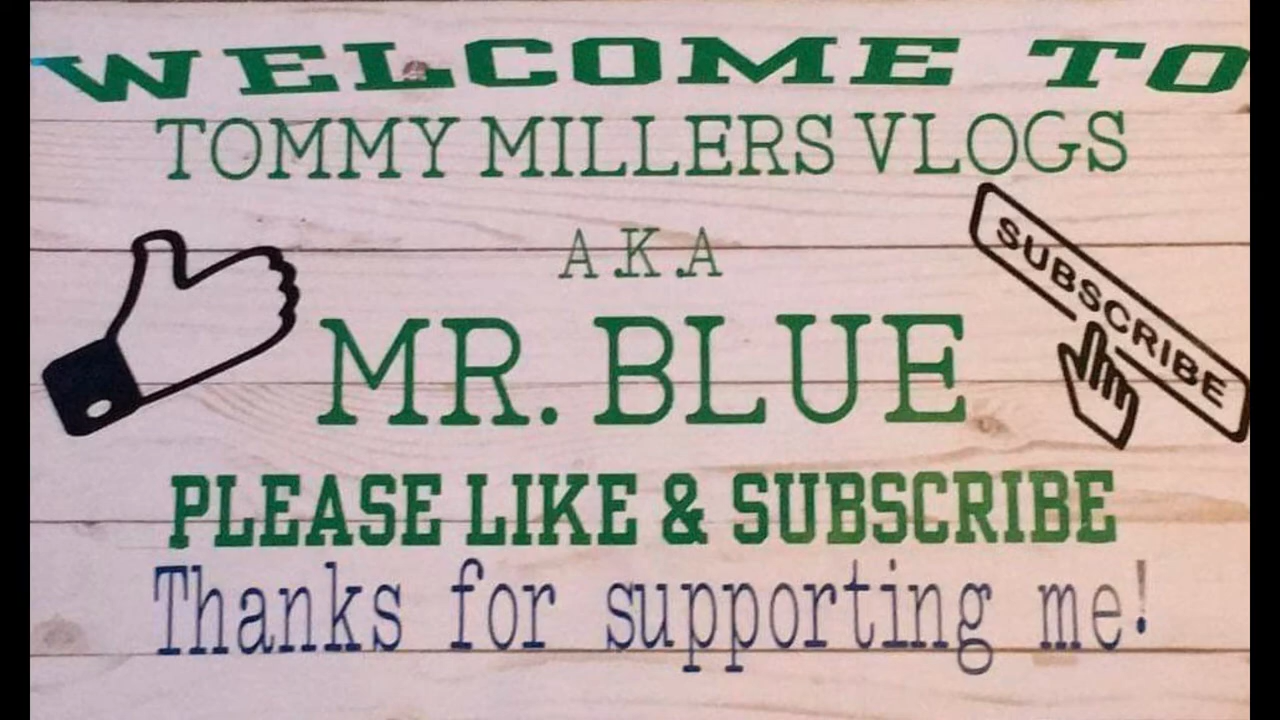 WELCOME TO
TOMMY MILLERS VLOGS
A.K.A
MR. BLUE
SUBSCRIBE
PLEASE LIKE & SUBSCRIBE
Thanks for supporting me!